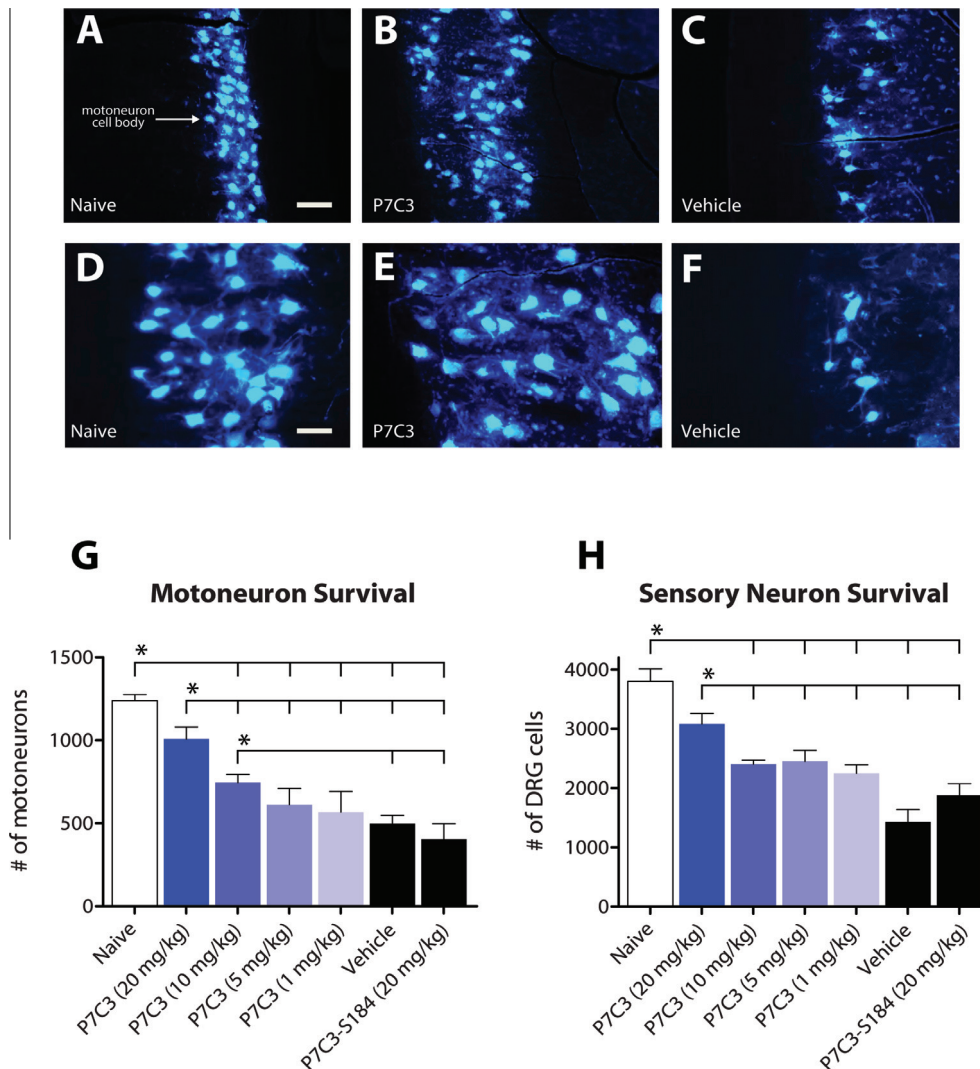 A
B
C
motoneuron
cell body
Naive
P7C3
Vehicle
D
E
F
Naive
P7C3
Vehicle
G
Motoneuron Survival
# of motoneurons
1500
1000
500
0
*
*
*
Naive
P7C3 (20 mg/kg)
P7C3 (10 mg/kg)
P7C3 (5 mg/kg)
P7C3 (1 mg/kg)
Vehicle
P7C3-S184 (20 mg/kg)
H
Sensory Neuron Survival
# of DRG cells
4000
3000
2000
1000
0
*
*
Naive
P7C3 (20 mg/kg)
P7C3 (10 mg/kg)
P7C3 (5 mg/kg)
P7C3 (1 mg/kg)
Vehicle
P7C3-S184 (20 mg/kg)